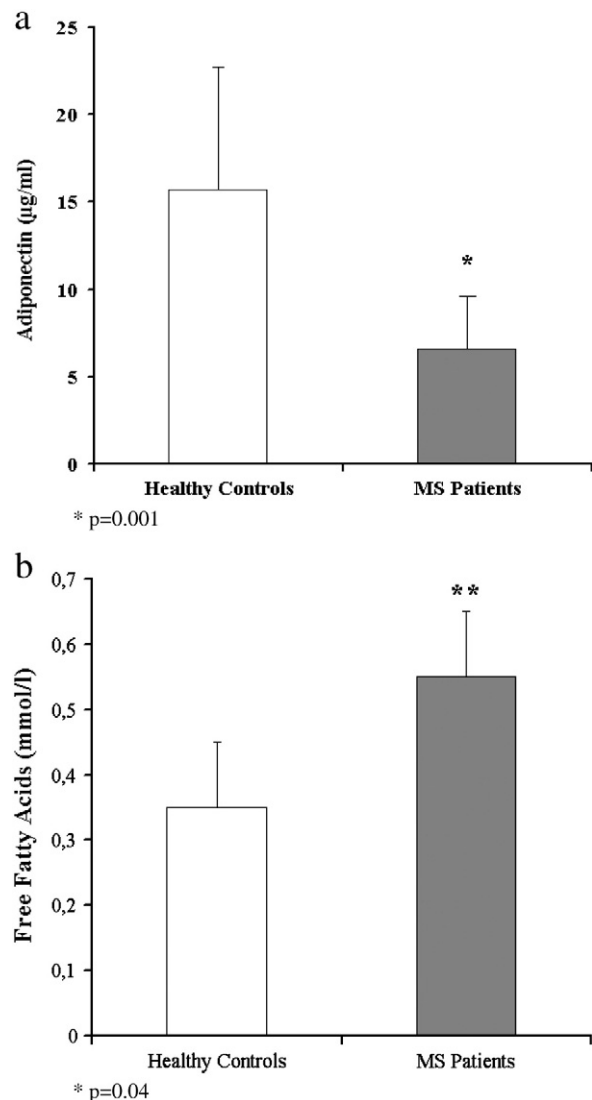 a
25
20
15
10
5
0
Adiponectin (µg/ml)
*
Healthy Controls MS Patients
* p=0.001
b
0,7
0,6
0,5
0,4
0,3
0,2
0,1
0
Free Fatty Acids (mmol/l)
**
Healthy Controls MS Patients
* p=0.04